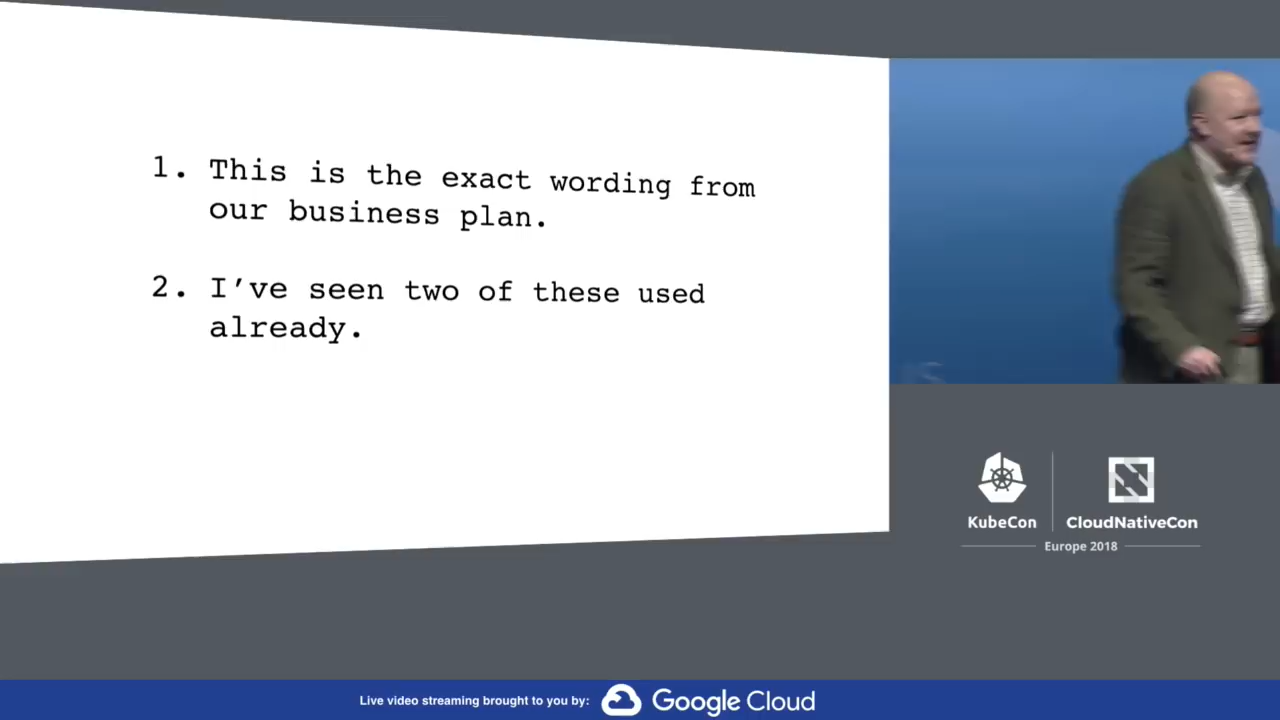 1. This is the exact wording from
our business plan.
2. I've seen two of these used
already.
KubeCon
CloudNativeCon
Europe 2018
Live video streaming brought to you by: Google Cloud